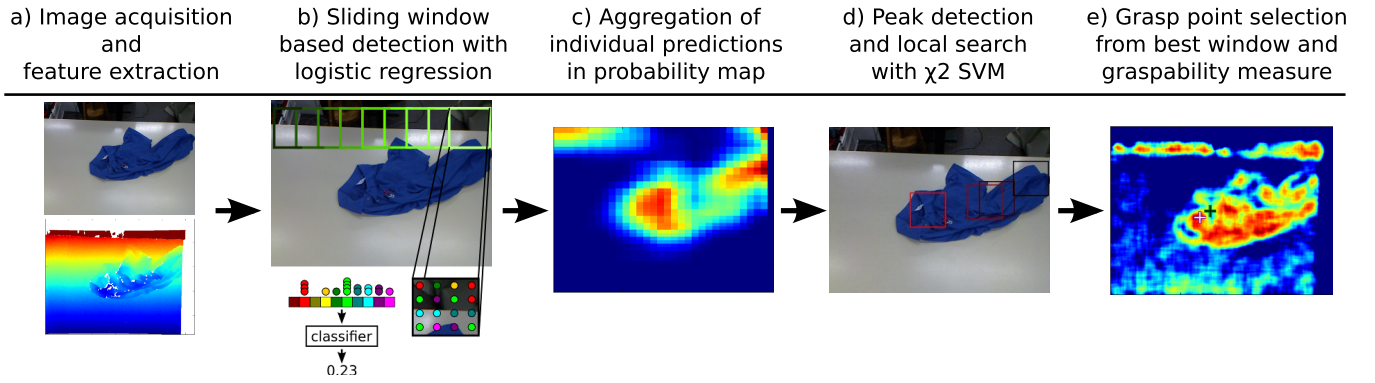 a) Image acquisition
and
feature extraction
b) Sliding window
based detection with
logistic regression
c) Aggregation of
individual predictions
in probability map
d) Peak detection
and local search
with χ2 SVM
e) Grasp point selection
from best window and
graspability measure
classifier
0.23